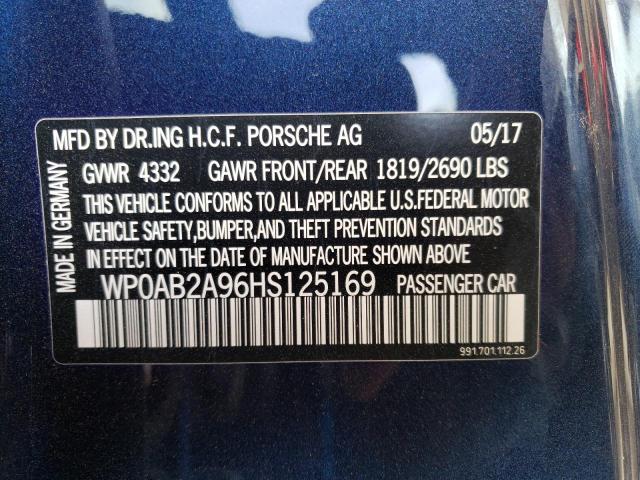 MFD BY DR.ING H.C.F. PORSCHE AG 05/17
GVWR 4332 GAWR FRONT/REAR 1819/2690 LBS
THIS VEHICLE CONFORMS TO ALL APPLICABLE U.S.FEDERAL MOTOR
VEHICLE SAFETY,BUMPER,AND THEFT PREVENTION STANDARDS
IN EFFECT ON THE DATE OF MANUFACTURE SHOWN ABOVE
WP0AB2A96HS125169 PASSENGER CAR
991.701.112.26
MADE IN GERMANY